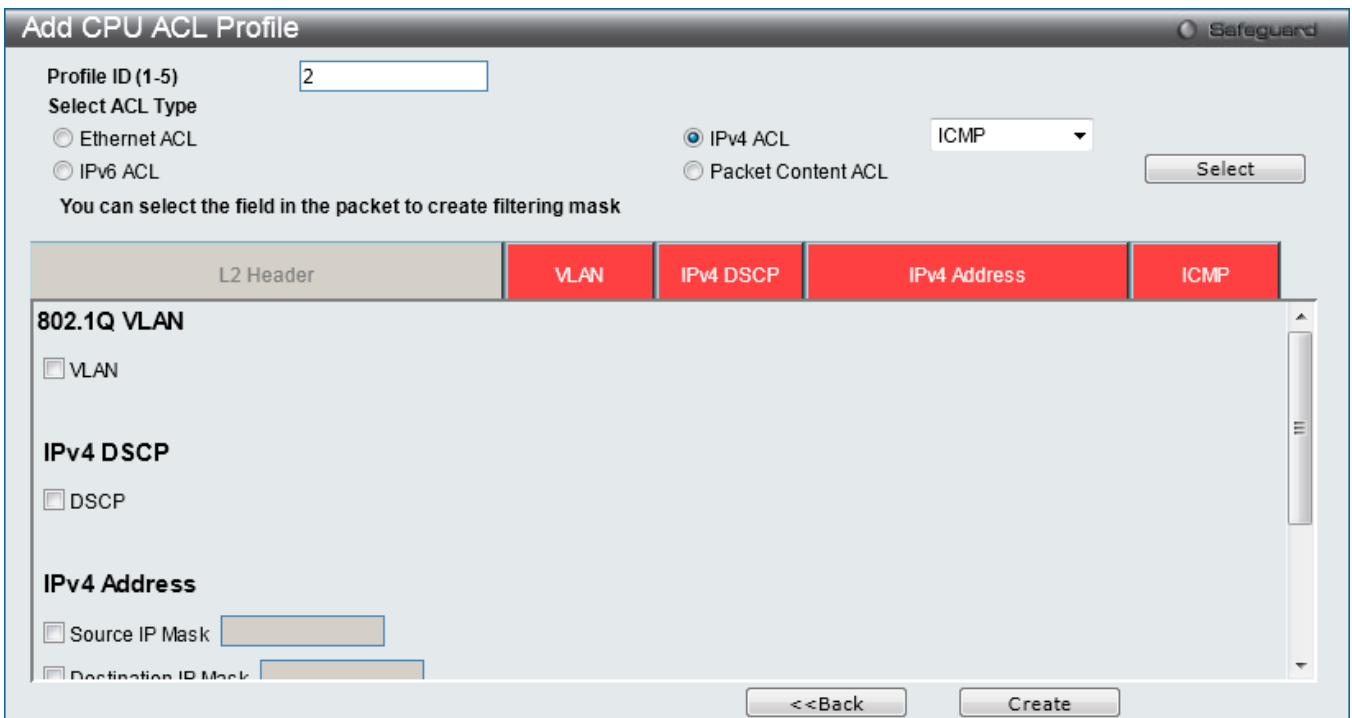 Add CPU ACL Profile
Safeguard
Profile ID (1-5) 2
Select ACL Type
Ethernet ACL
IPv4 ACL ICMP
IPv6 ACL
Packet Content ACL
Select
You can select the field in the packet to create filtering mask
L2 Header VLAN IPv4 DSCP IPv4 Address ICMP
802.1Q VLAN
VLAN
IPv4 DSCP
DSCP
IPv4 Address
Source IP Mask
Destination IP Mask
<<Back Create